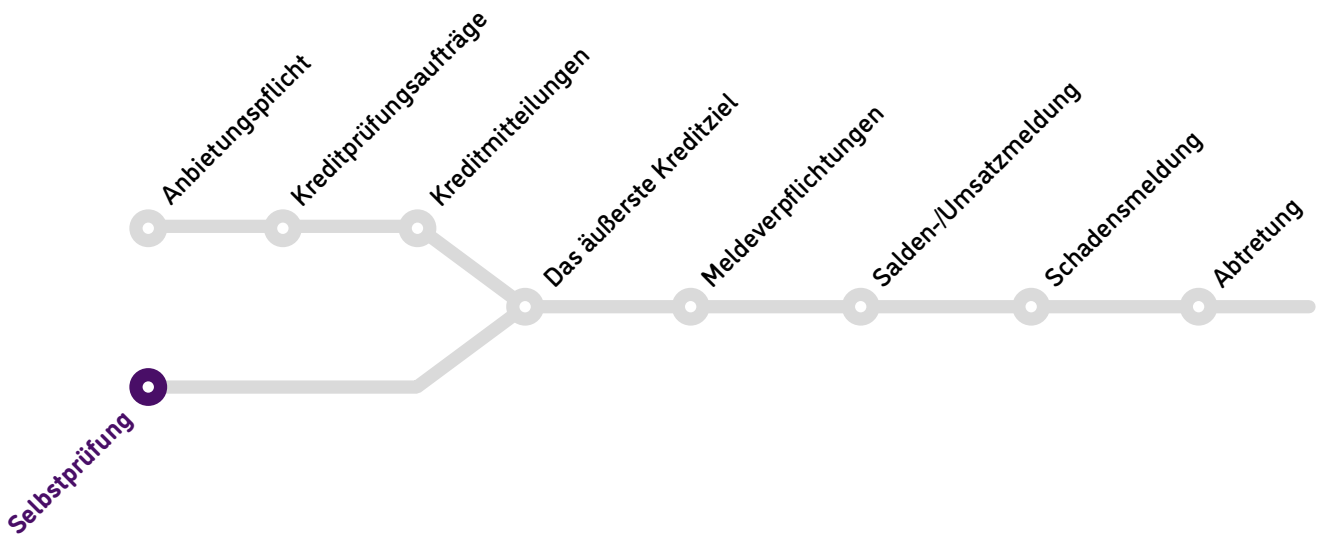 Anbietungspflicht
Kreditprüfungsaufträge
Kreditmitteilungen
Das äußerste Kreditziel
Meldeverpflichtungen
Salden-/Umsatzmeldung
Schadensmeldung
Abtretung
Selbstprüfung